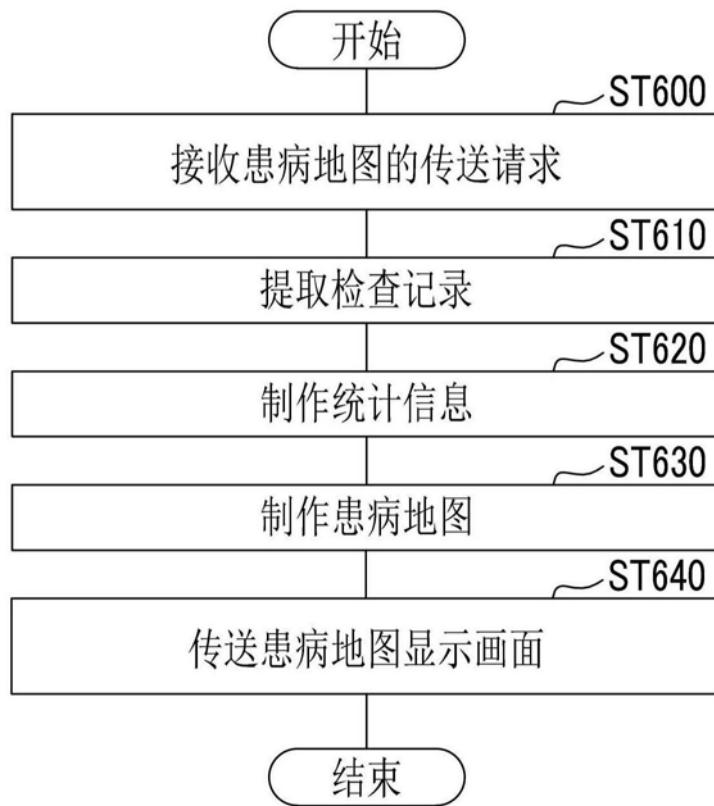 开始
ST600
接收患病地图的传送请求
ST610
提取检查记录
ST620
制作统计信息
ST630
制作患病地图
ST640
传送患病地图显示画面
结束